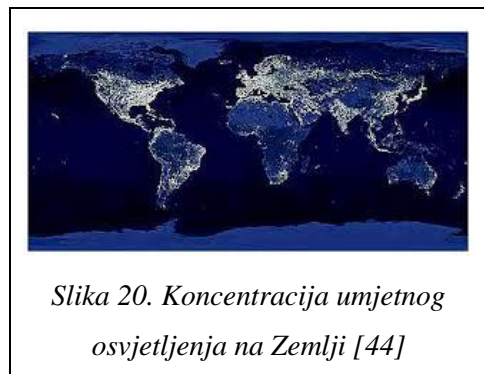 Slika 20. Koncentracija umjetnog
osvjetljenja na Zemlji [44]